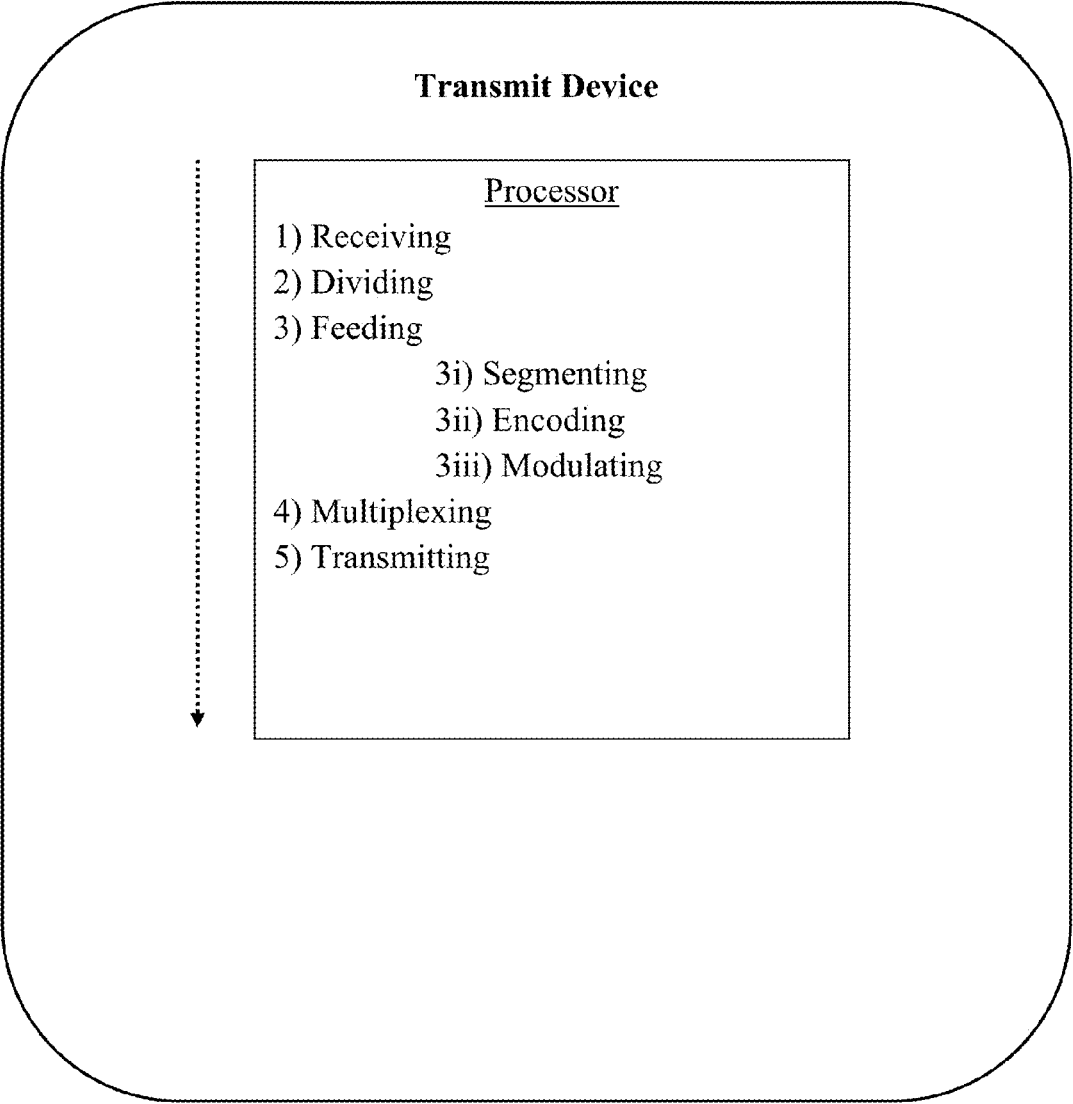 Transmit Device
Processor
1) Receiving
2) Dividing
3) Feeding
3i) Segmenting
3ii) Encoding
3iii) Modulating
4) Multiplexing
5) Transmitting